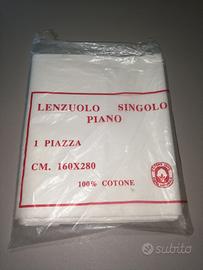 LENZUOLO SINGOLO
PIANO
1 PIAZZA
CM. 160X280
100% COTONE
subito